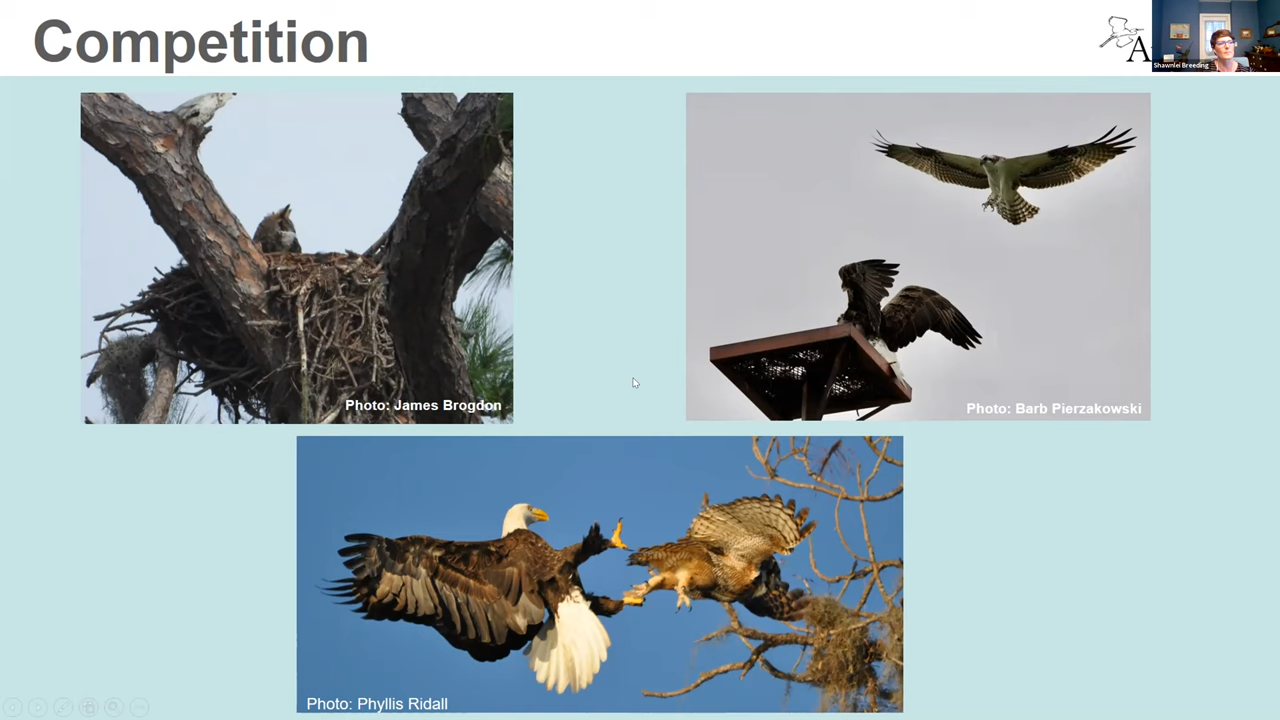 Competition
A
Shawnlei Breeding
Photo: James Brogdon
Photo: Barb Pierzakowski
Photo: Phyllis Ridall